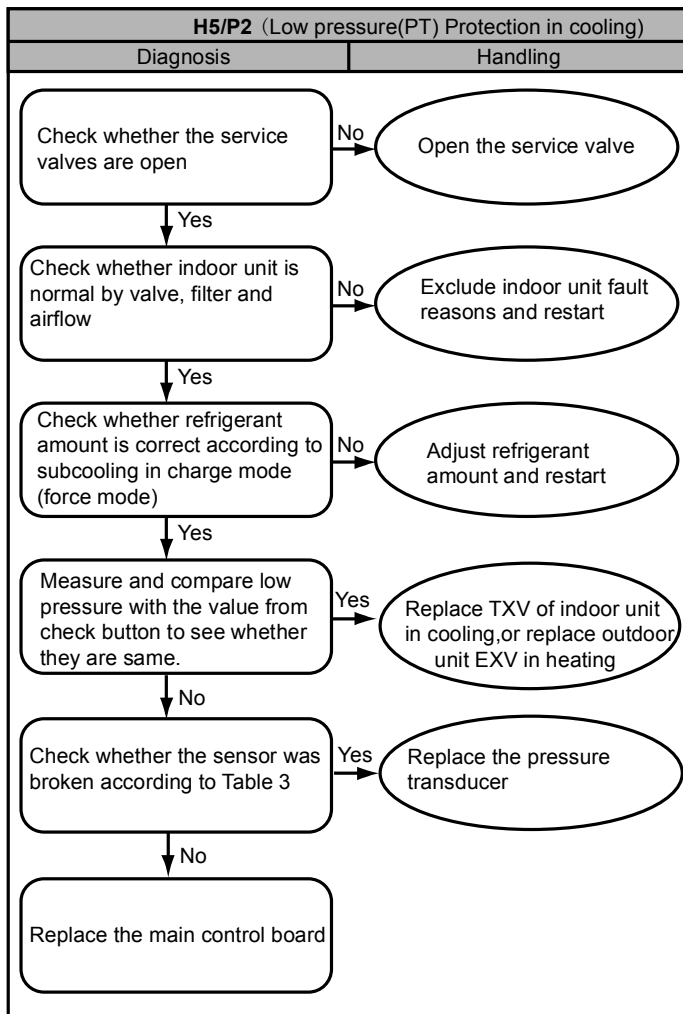 H5/P2（Low pressure(PT) Protection in cooling)
Diagnosis
Handling
Check whether the service
valves are open
No
Open the service valve
Yes
Check whether indoor unit is
normal by valve, filter and
airflow
No
Exclude indoor unit fault
reasons and restart
Yes
Check whether refrigerant
amount is correct according to
subcooling in charge mode
(force mode)
No
Adjust refrigerant
amount and restart
Yes
Measure and compare low
pressure with the value from
check button to see whether
they are same.
Yes
Replace TXV of indoor unit
in cooling,or replace outdoor
unit EXV in heating
No
Check whether the sensor was
broken according to Table 3
Yes
Replace the pressure
transducer
No
Replace the main control board